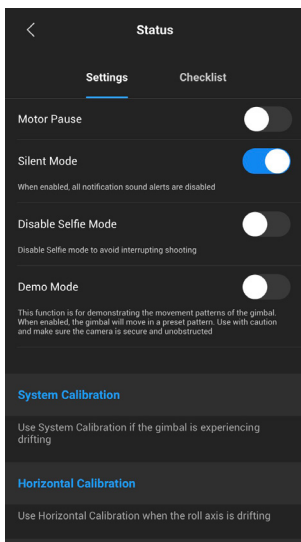 Status
Settings Checklist
Motor Pause
Silent Mode
When enabled, all notification sound alerts are disabled
Disable Selfie Mode
Disable Selfie mode to avoid interrupting shooting
Demo Mode
This function is for demonstrating the movement patterns of the gimbal.
When enabled, the gimbal will move in a preset pattern. Use with caution
and make sure the camera is secure and unobstructed
System Calibration
Use System Calibration if the gimbal is experiencing
drifting
Horizontal Calibration
Use Horizontal Calibration when the roll axis is drifting